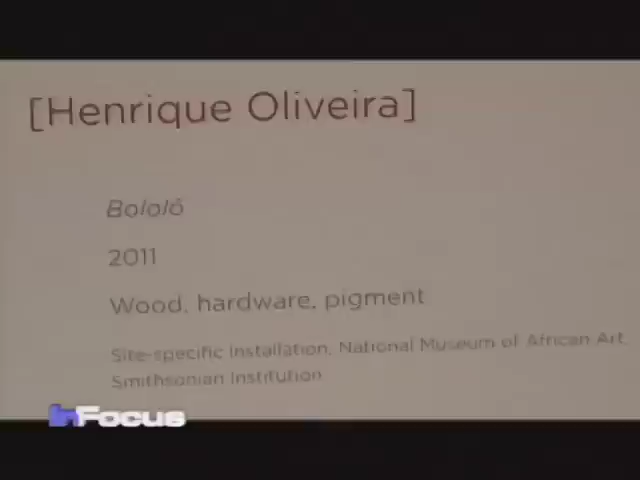 [Henrique Oliveira]
Bololô
2011
Wood, hardware, pigment
Site-specific installation, National Museum of African Art,
Smithsonian Institution
InFocus